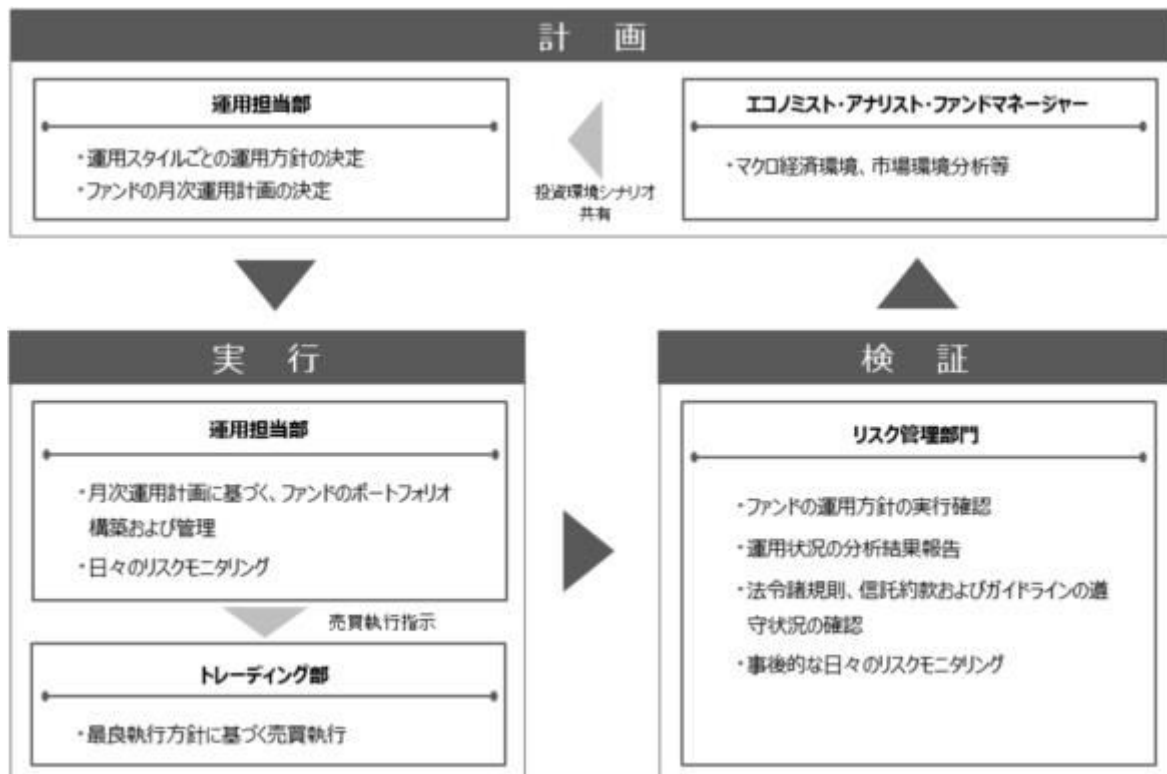 計 画
運用担当部
・運用スタイルごとの運用方針の決定
・ファンドの月次運用計画の決定
投資環境シナリオ
共有
エコノミスト・アナリスト・ファンドマネージャー
・マクロ経済環境、市場環境分析等
実 行
運用担当部
・月次運用計画に基づく、ファンドのポートフォリオ
構築および管理
・日々のリスクモニタリング
売買執行指示
トレーディング部
・最良執行方針に基づく売買執行
検 証
リスク管理部門
・ファンドの運用方針の実行確認
・運用状況の分析結果報告
・法令諸規則、信託約款およびガイドラインの遵
守状況の確認
・事後的な日々のリスクモニタリング